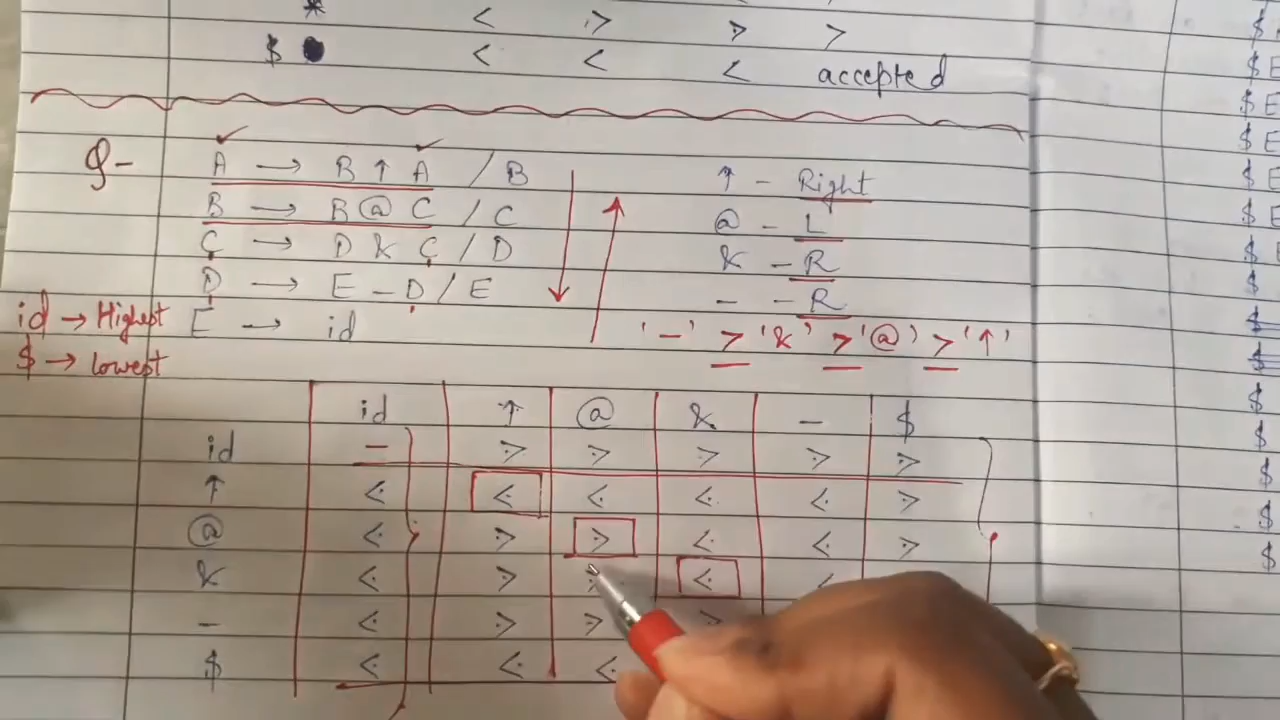 * < ·> ·> >
$ < < < accepted
Q- A → B ↑ A / B ↑ - Right
B → B @ C / C @ - L
C → D & C / D & - R
D → E - D / E - - R
id → Highest E → id '-' > '&' > '@' > '↑'
$ → lowest
id ↑ @ & - $
id - ·> ·> ·> ·> ·>
↑ <· <· <· <· <· ·>
@ <· ·> ·> <· <· ·>
& <· ·> ·> <· <
- <· ·> ·> ·>
$ <· <· <·
$
$ E
$ E
$ E
$ E
$ E
$ E
$
$
$
$
$
$
$
$